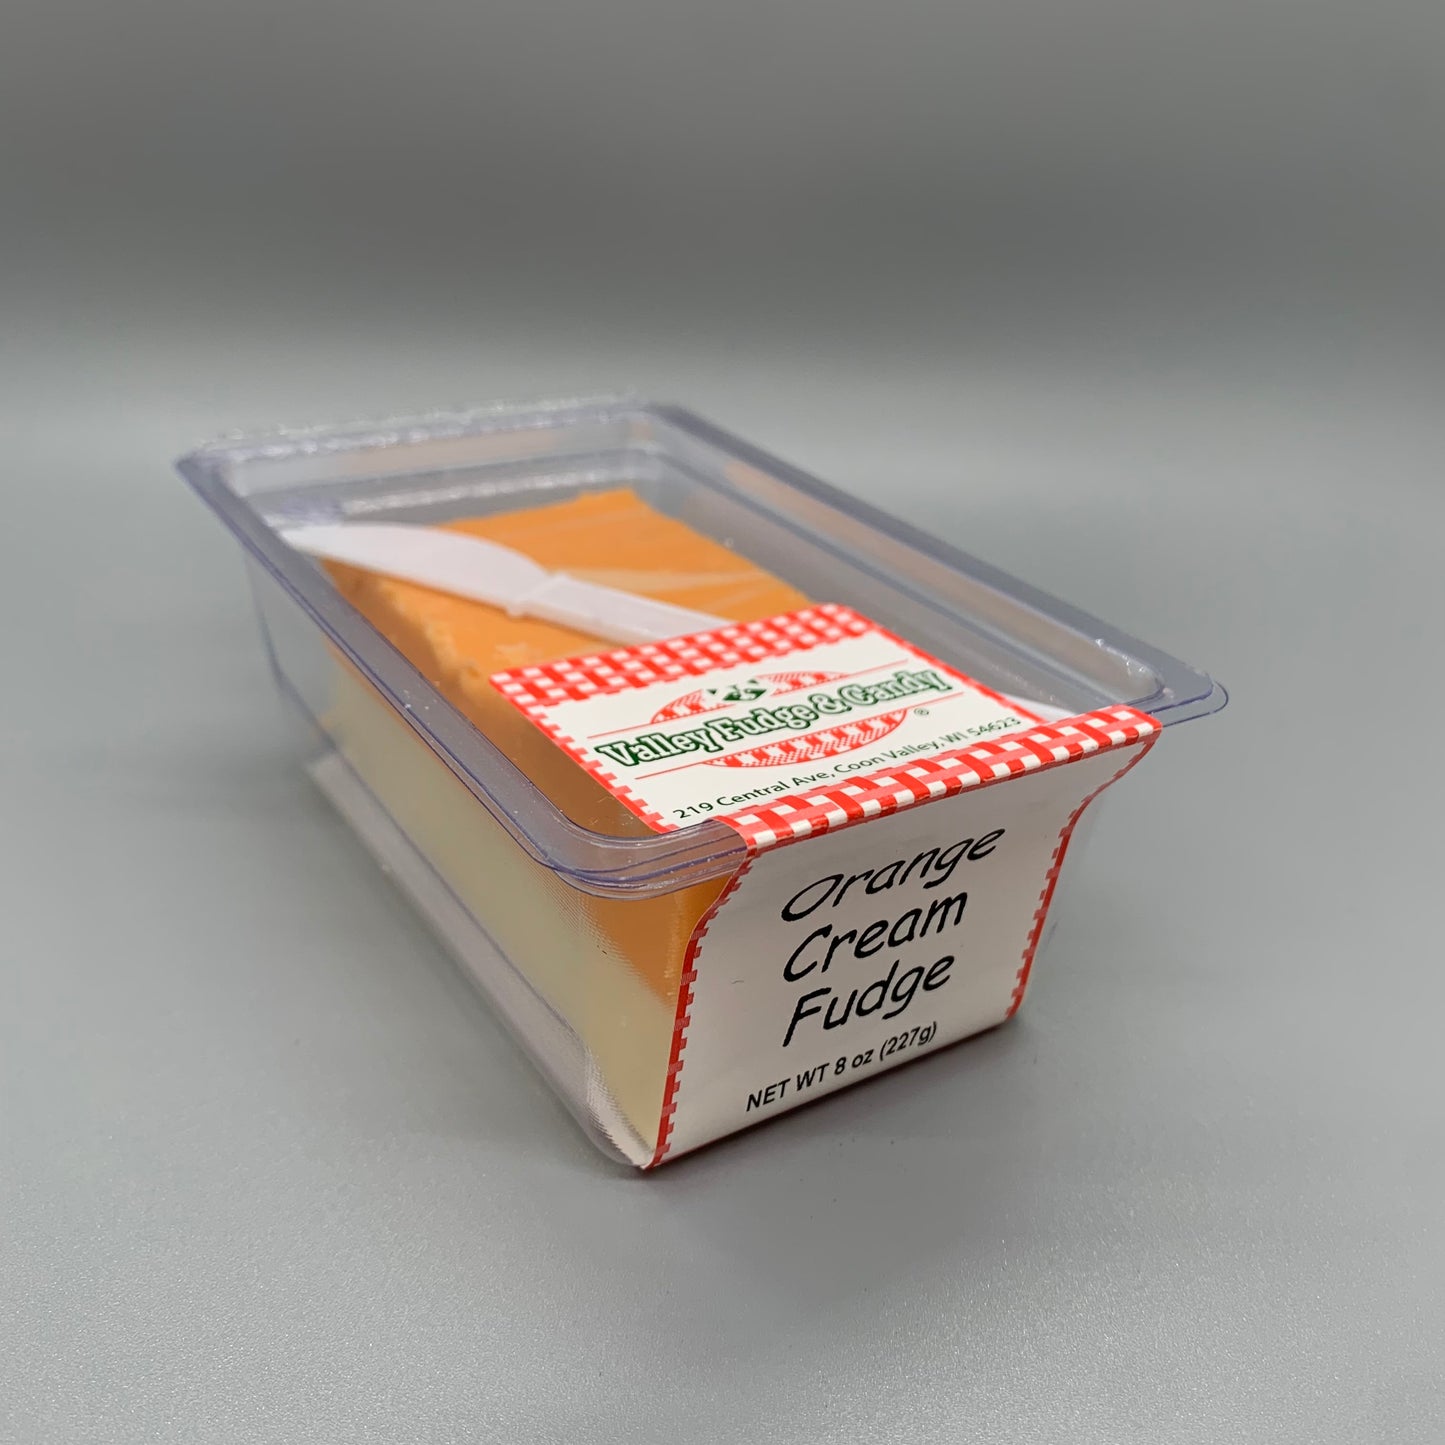 Valley Fudge & Candy®
219 Central Ave, Coon Valley, WI 54623
Orange
Cream
Fudge
NET WT 8 oz (227g)